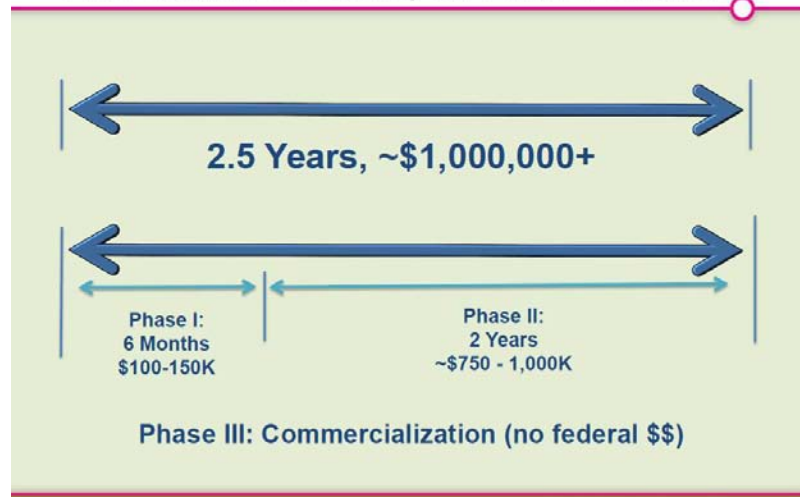 2.5 Years, ~$1,000,000+
Phase I:
6 Months
$100-150K
Phase II:
2 Years
~$750 - 1,000K
Phase III: Commercialization (no federal $$)